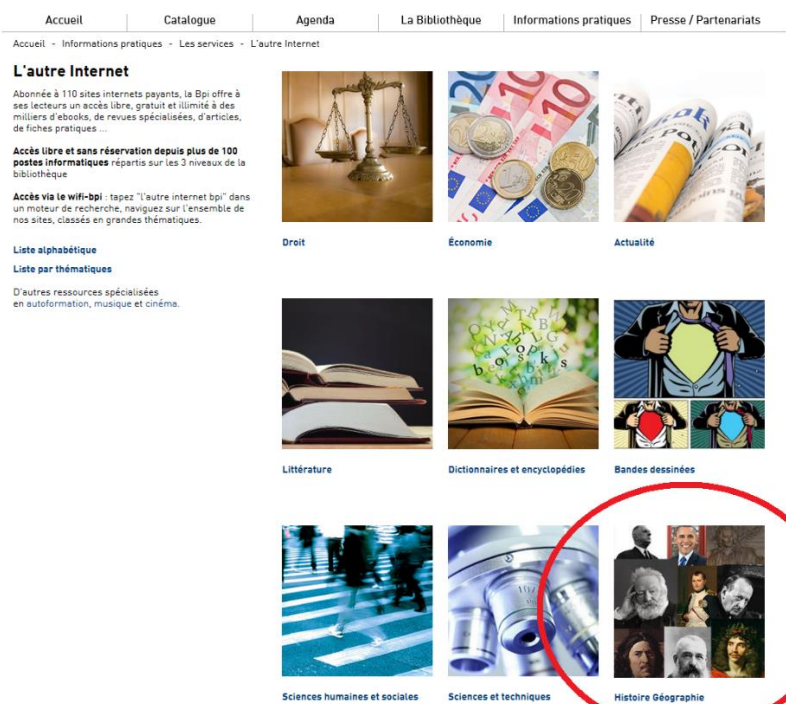 Accueil
Catalogue
Agenda
La Bibliothèque
Informations pratiques
Presse / Partenariats
Accueil - Informations pratiques - Les services - L'autre Internet
L'autre Internet
Abonnée à 110 sites internets payants, la Bpi offre à
ses lecteurs un accès libre, gratuit et illimité à des
milliers d'ebooks, de revues spécialisées, d'articles,
de fiches pratiques ...
Accès libre et sans réservation depuis plus de 100
postes informatiques répartis sur les 3 niveaux de la
bibliothèque
Accès via le wifi-bpi : tapez "l'autre internet bpi" dans
un moteur de recherche, naviguez sur l'ensemble de
nos sites, classés en grandes thématiques.
Liste alphabétique
Liste par thématiques
D'autres ressources spécialisées
en autoformation, musique et cinéma.
Droit
Économie
Actualité
Littérature
Dictionnaires et encyclopédies
Bandes dessinées
Sciences humaines et sociales
Sciences et techniques
Histoire Géographie